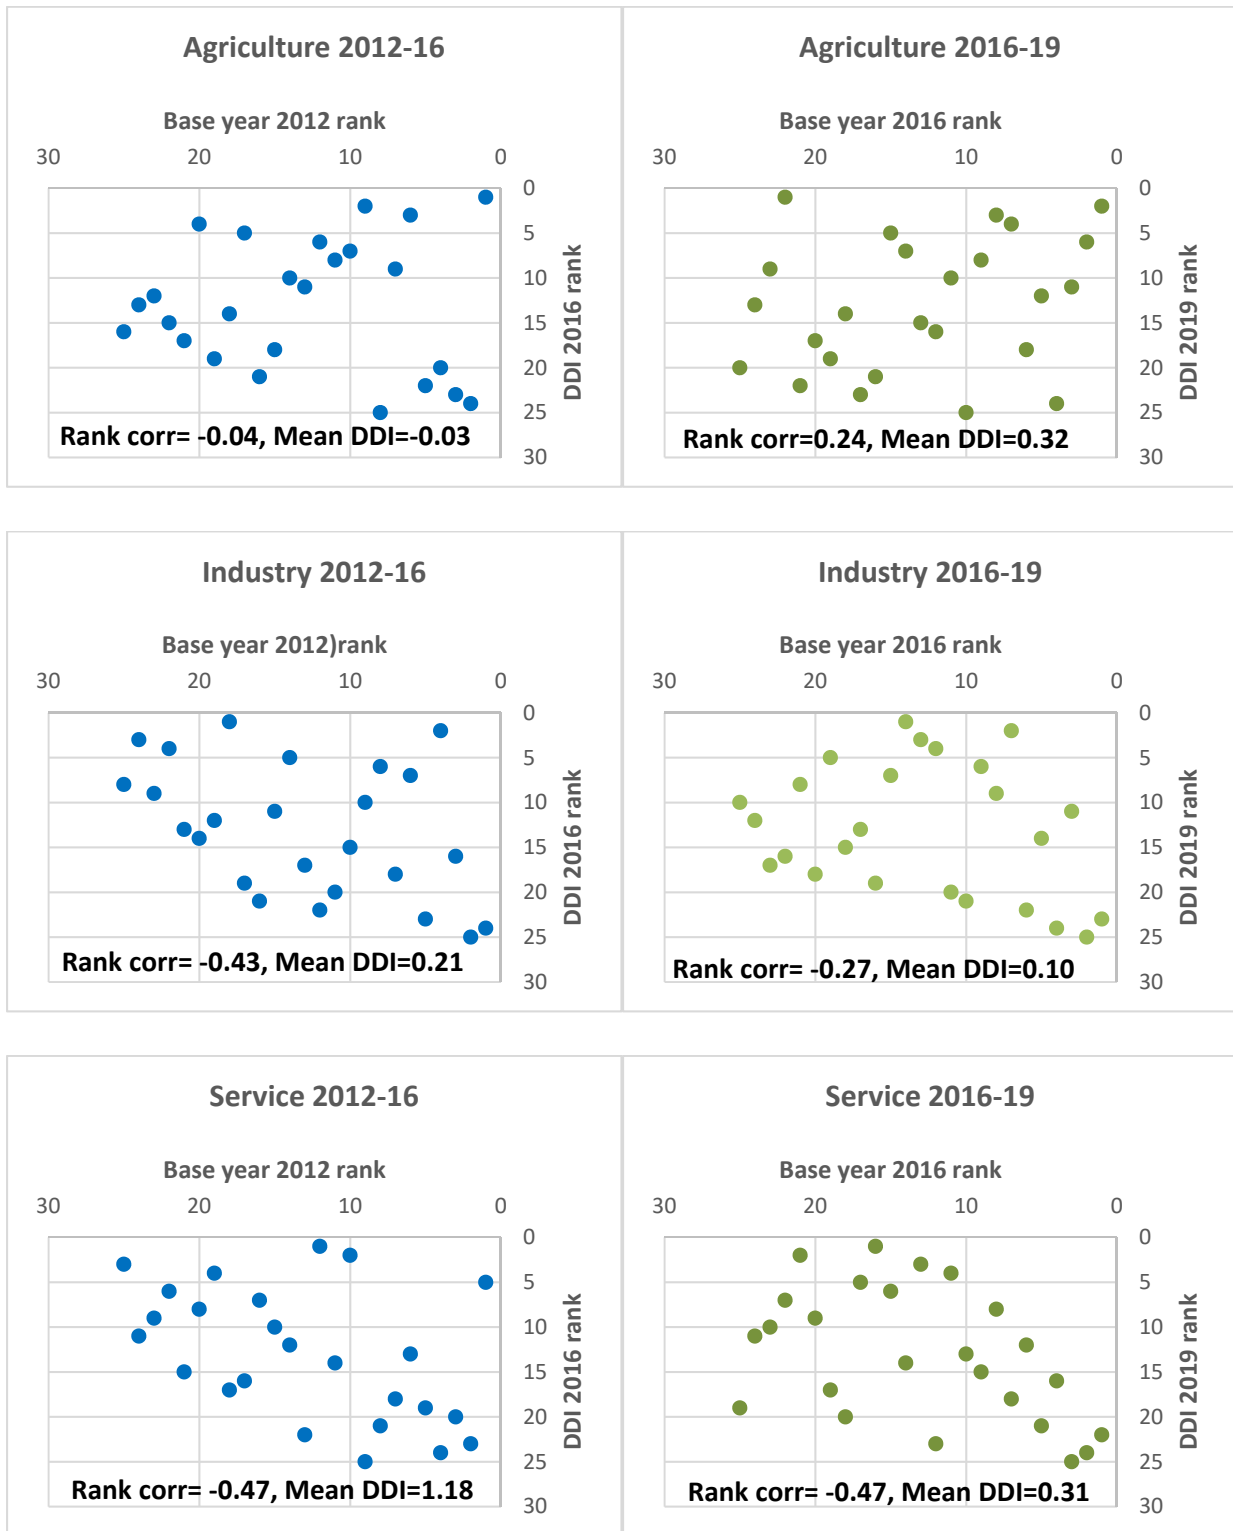 Agriculture 2012-16
Base year 2012 rank
30 20 10 0
0
5
10
15
20
25
30
DDI 2016 rank
Rank corr= -0.04, Mean DDI=-0.03
Agriculture 2016-19
Base year 2016 rank
30 20 10 0
0
5
10
15
20
25
30
DDI 2019 rank
Rank corr=0.24, Mean DDI=0.32
Industry 2012-16
Base year 2012)rank
30 20 10 0
0
5
10
15
20
25
30
DDI 2016 rank
Rank corr= -0.43, Mean DDI=0.21
Industry 2016-19
Base year 2016 rank
30 20 10 0
0
5
10
15
20
25
30
DDI 2019 rank
Rank corr= -0.27, Mean DDI=0.10
Service 2012-16
Base year 2012 rank
30 20 10 0
0
5
10
15
20
25
30
DDI 2016 rank
Rank corr= -0.47, Mean DDI=1.18
Service 2016-19
Base year 2016 rank
30 20 10 0
0
5
10
15
20
25
30
DDI 2019 rank
Rank corr= -0.47, Mean DDI=0.31